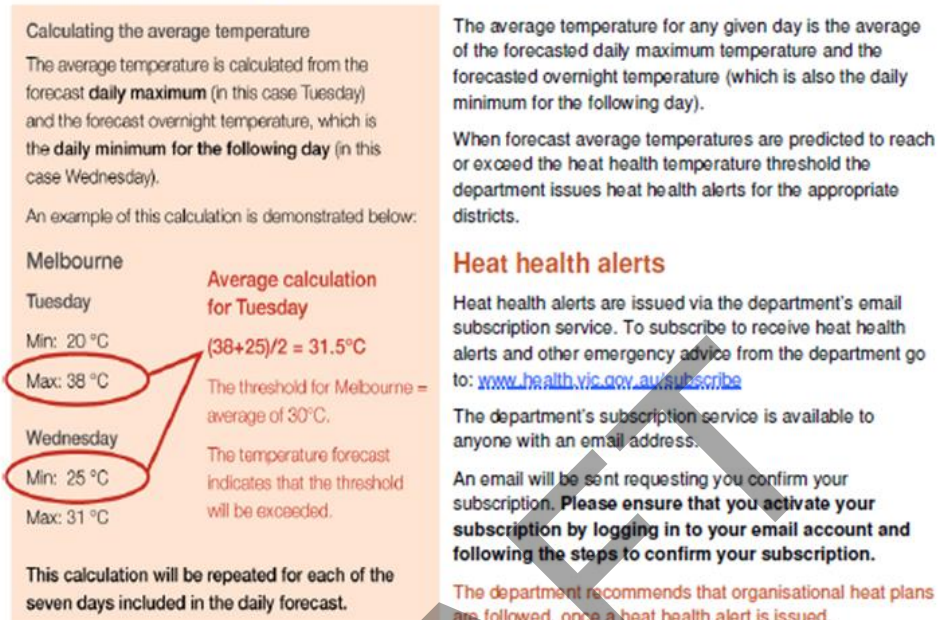 Calculating the average temperature
The average temperature is calculated from the
forecast daily maximum (in this case Tuesday)
and the forecast overnight temperature, which is
the daily minimum for the following day (in this
case Wednesday).
An example of this calculation is demonstrated below:
Melbourne
Tuesday
Min: 20 °C
Max: 38 °C
Wednesday
Min: 25 °C
Max: 31 °C
Average calculation
for Tuesday
(38+25)/2 = 31.5°C
The threshold for Melbourne =
average of 30°C.
The temperature forecast
indicates that the threshold
will be exceeded.
This calculation will be repeated for each of the
seven days included in the daily forecast.
The average temperature for any given day is the average
of the forecasted daily maximum temperature and the
forecasted overnight temperature (which is also the daily
minimum for the following day).
When forecast average temperatures are predicted to reach
or exceed the heat health temperature threshold the
department issues heat health alerts for the appropriate
districts.
Heat health alerts
Heat health alerts are issued via the department's email
subscription service. To subscribe to receive heat health
alerts and other emergency advice from the department go
to: www.health.vic.gov.au/subscribe
The department's subscription service is available to
anyone with an email address.
An email will be sent requesting you confirm your
subscription. Please ensure that you activate your
subscription by logging in to your email account and
following the steps to confirm your subscription.
The department recommends that organisational heat plans
are followed, once a heat health alert is issued